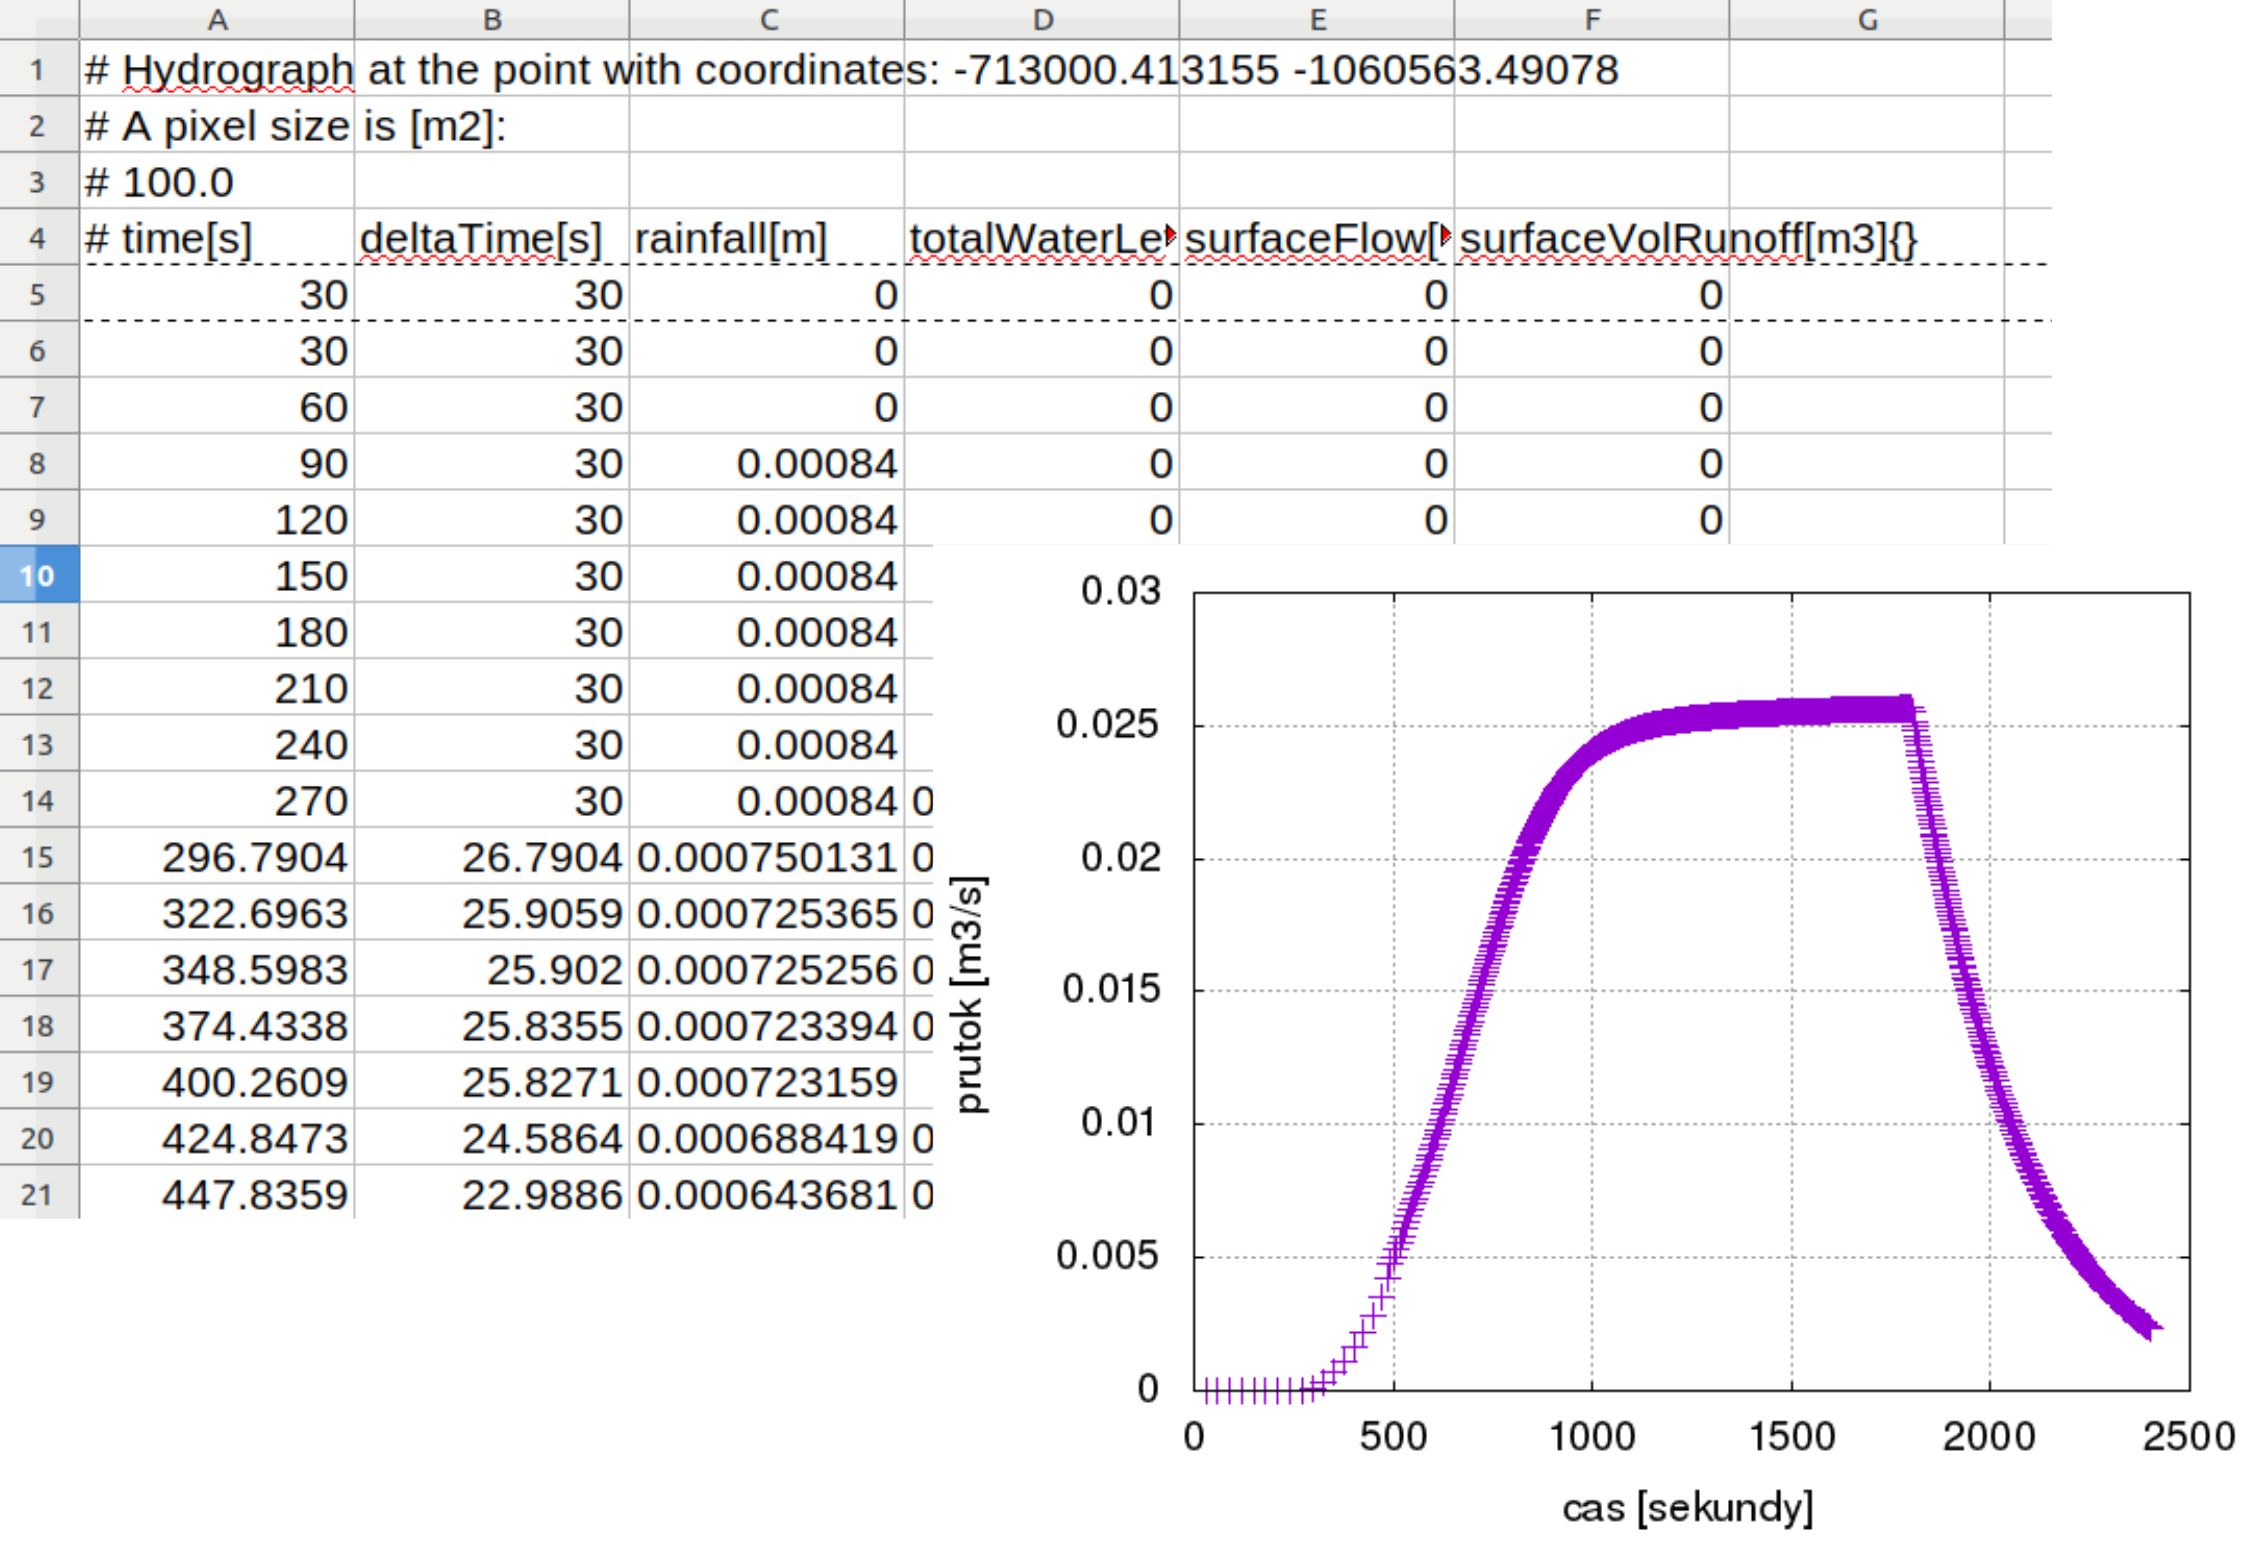 A B C D E F G
1 # Hydrograph at the point with coordinates: -713000.413155 -1060563.49078
2 # A pixel size is [m2]:
3 # 100.0
4 # time[s] deltaTime[s] rainfall[m] totalWaterLe surfaceFlow[ surfaceVolRunoff[m3]{}
5 30 30 0 0 0 0
6 30 30 0 0 0 0
7 60 30 0 0 0 0
8 90 30 0.00084 0 0 0
9 120 30 0.00084 0 0 0
10 150 30 0.00084
11 180 30 0.00084
12 210 30 0.00084
13 240 30 0.00084
14 270 30 0.00084 0
15 296.7904 26.7904 0.000750131 0
16 322.6963 25.9059 0.000725365 0
17 348.5983 25.902 0.000725256 0
18 374.4338 25.8355 0.000723394 0
19 400.2609 25.8271 0.000723159
20 424.8473 24.5864 0.000688419 0
21 447.8359 22.9886 0.000643681 0
prutok [m3/s]
0.03
0.025
0.02
0.015
0.01
0.005
0
0 500 1000 1500 2000 2500
cas [sekundy]